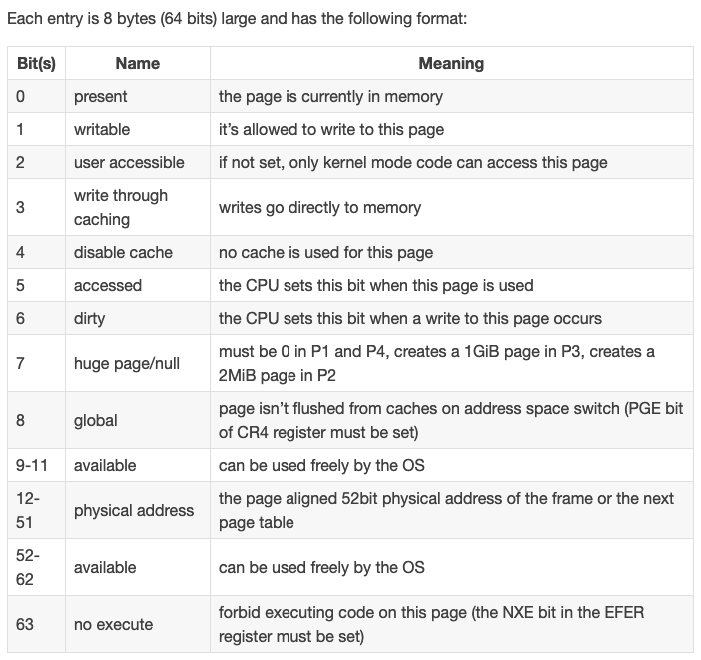 Each entry is 8 bytes (64 bits) large and has the following format:
Bit(s) Name Meaning
0 present the page is currently in memory
1 writable it's allowed to write to this page
2 user accessible if not set, only kernel mode code can access this page
3 write through caching writes go directly to memory
4 disable cache no cache is used for this page
5 accessed the CPU sets this bit when this page is used
6 dirty the CPU sets this bit when a write to this page occurs
7 huge page/null must be 0 in P1 and P4, creates a 1GiB page in P3, creates a
2MiB page in P2
8 global page isn't flushed from caches on address space switch (PGE bit
of CR4 register must be set)
9-11 available can be used freely by the OS
12-51 physical address the page aligned 52bit physical address of the frame or the next
page table
52-62 available can be used freely by the OS
63 no execute forbid executing code on this page (the NXE bit in the EFER
register must be set)